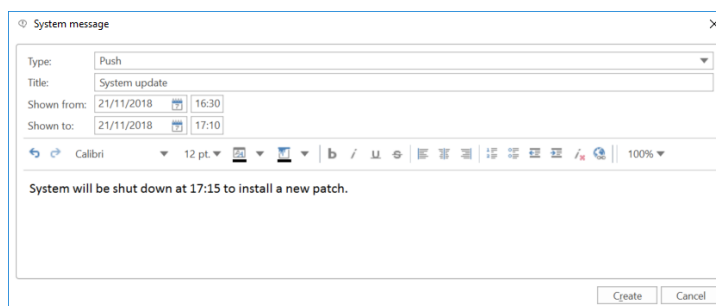 System message
Type: Push
Title: System update
Shown from: 21/11/2018 16:30
Shown to: 21/11/2018 17:10
Calibri 12 pt. b i u s 100%
System will be shut down at 17:15 to install a new patch.
Create Cancel